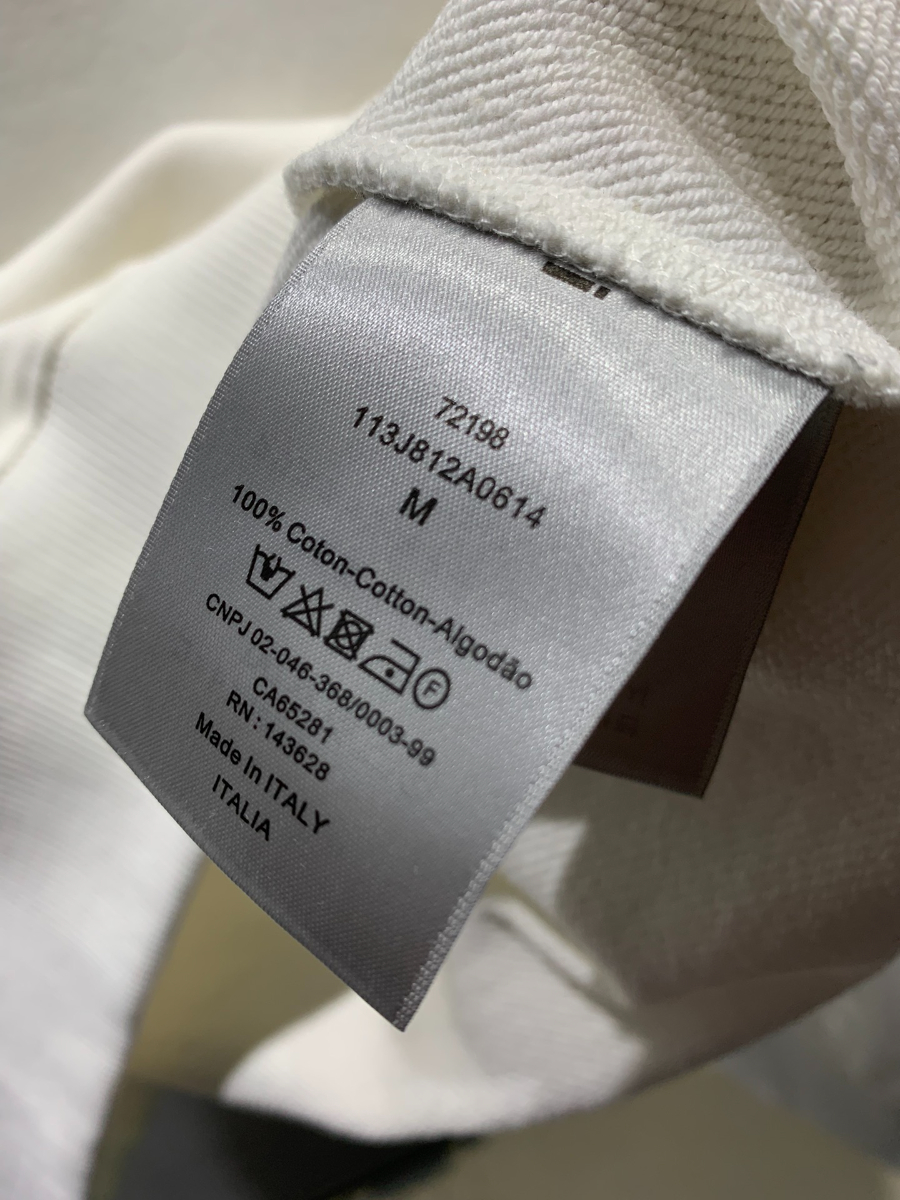 72198
113J812A0614
M
100% Coton-Cotton-Algodão
F
CNPJ 02-046-368/0003-99
CA65281
RN : 143628
Made In ITALY
ITALIA